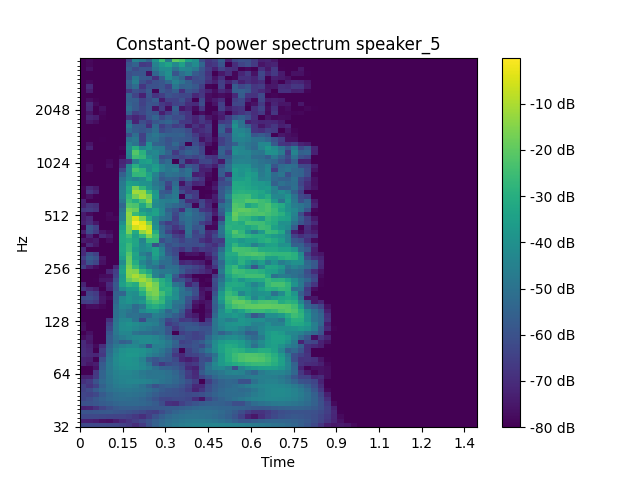 Constant-Q power spectrum speaker_5
Hz
2048
1024
512
256
128
64
32
0 0.15 0.3 0.45 0.6 0.75 0.9 1.1 1.2 1.4
Time
-10 dB
-20 dB
-30 dB
-40 dB
-50 dB
-60 dB
-70 dB
-80 dB